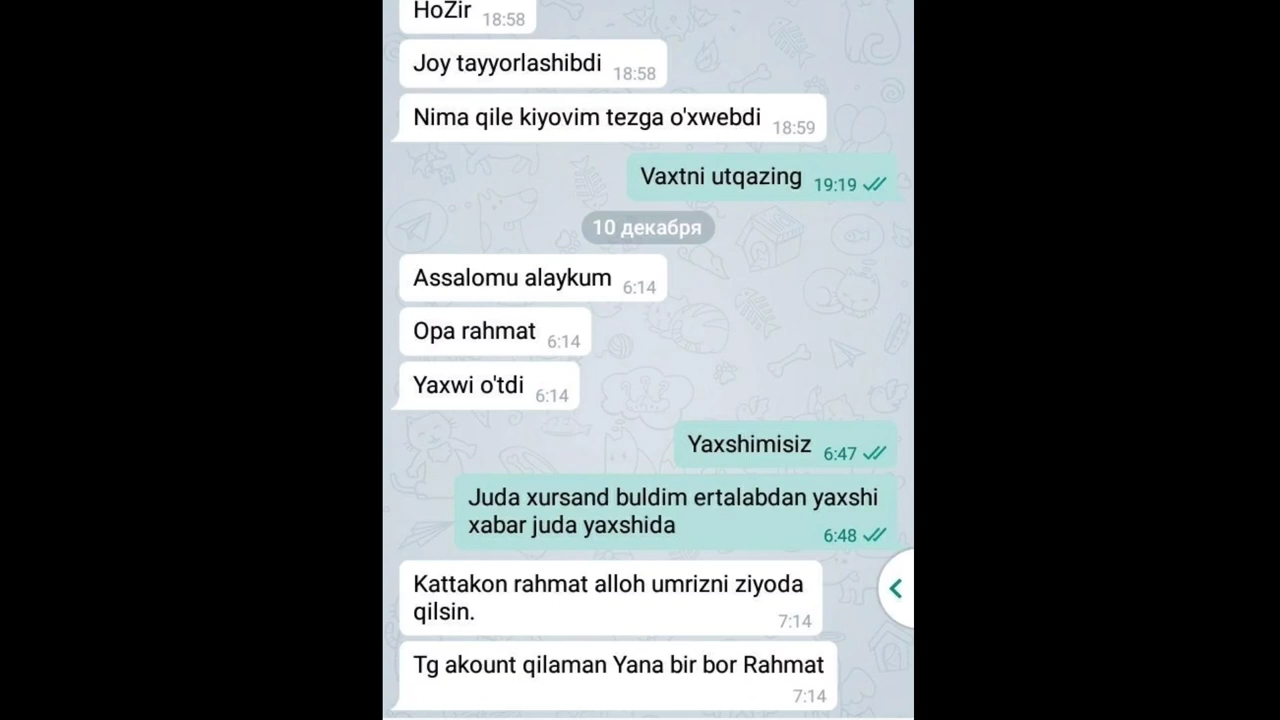 HoZir 18:58
Joy tayyorlashibdi 18:58
Nima qile kiyovim tezga o'xwebdi 18:59
Vaxtni utqazing 19:19
10 декабря
Assalomu alaykum 6:14
Opa rahmat 6:14
Yaxwi o'tdi 6:14
Yaxshimisiz 6:47
Juda xursand buldim ertalabdan yaxshi
xabar juda yaxshida 6:48
Kattakon rahmat alloh umrizni ziyoda
qilsin. 7:14
Tg akount qilaman Yana bir bor Rahmat
7:14